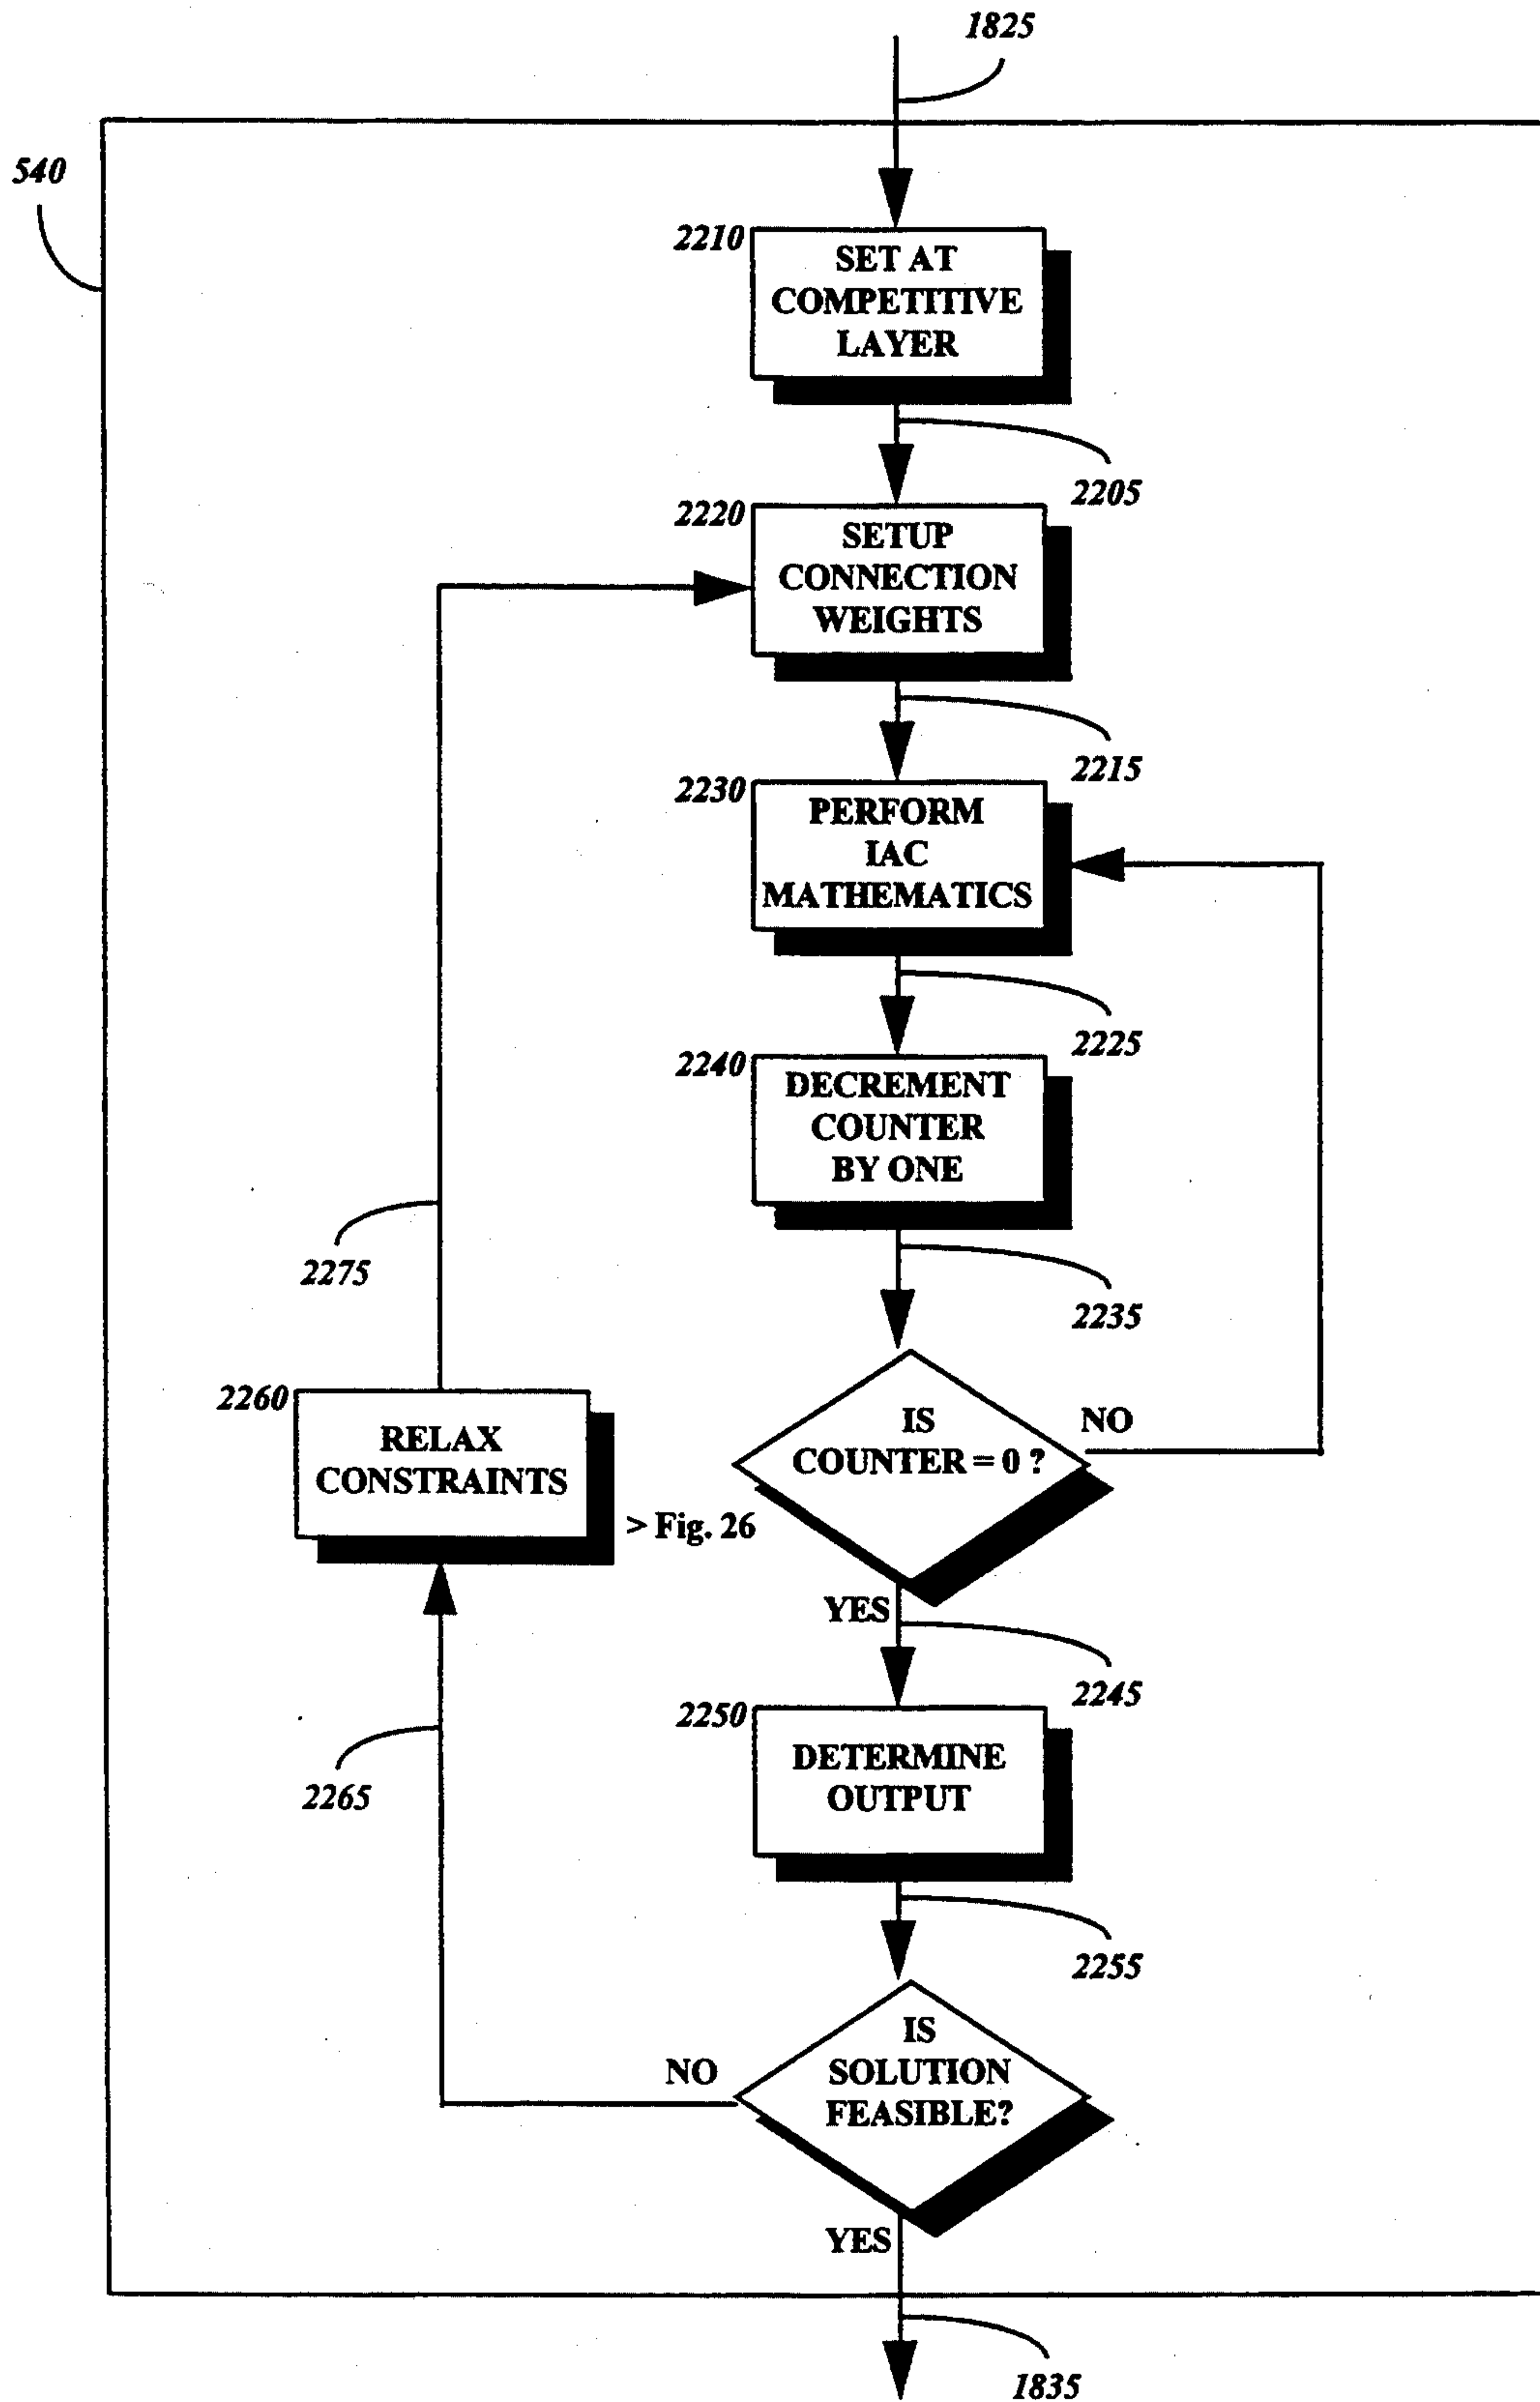 1825
540
2210
SET AT
COMPETITIVE
LAYER
2205
2220
SETUP
CONNECTION
WEIGHTS
2215
2230
PERFORM
IAC
MATHEMATICS
2225
2240
DECREMENT
COUNTER
BY ONE
2275
2235
2260
RELAX
CONSTRAINTS
> Fig. 26
IS
COUNTER = 0 ?
NO
YES
2245
2250
DETERMINE
OUTPUT
2265
2255
IS
SOLUTION
FEASIBLE?
NO
YES
1835